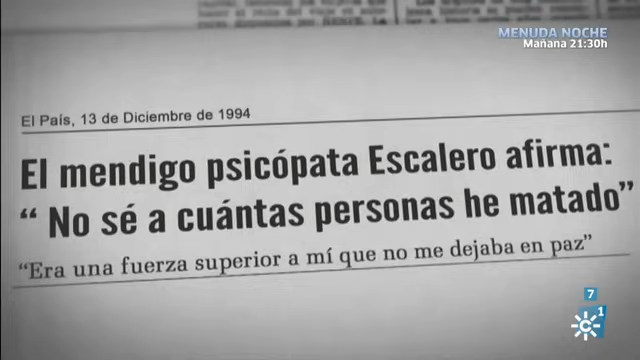 MENUDA NOCHE
Mañana 21:30h
El País, 13 de Diciembre de 1994
El mendigo psicópata Escalero afirma:
“ No sé a cuántas personas he matado”
“Era una fuerza superior a mí que no me dejaba en paz”
7
1